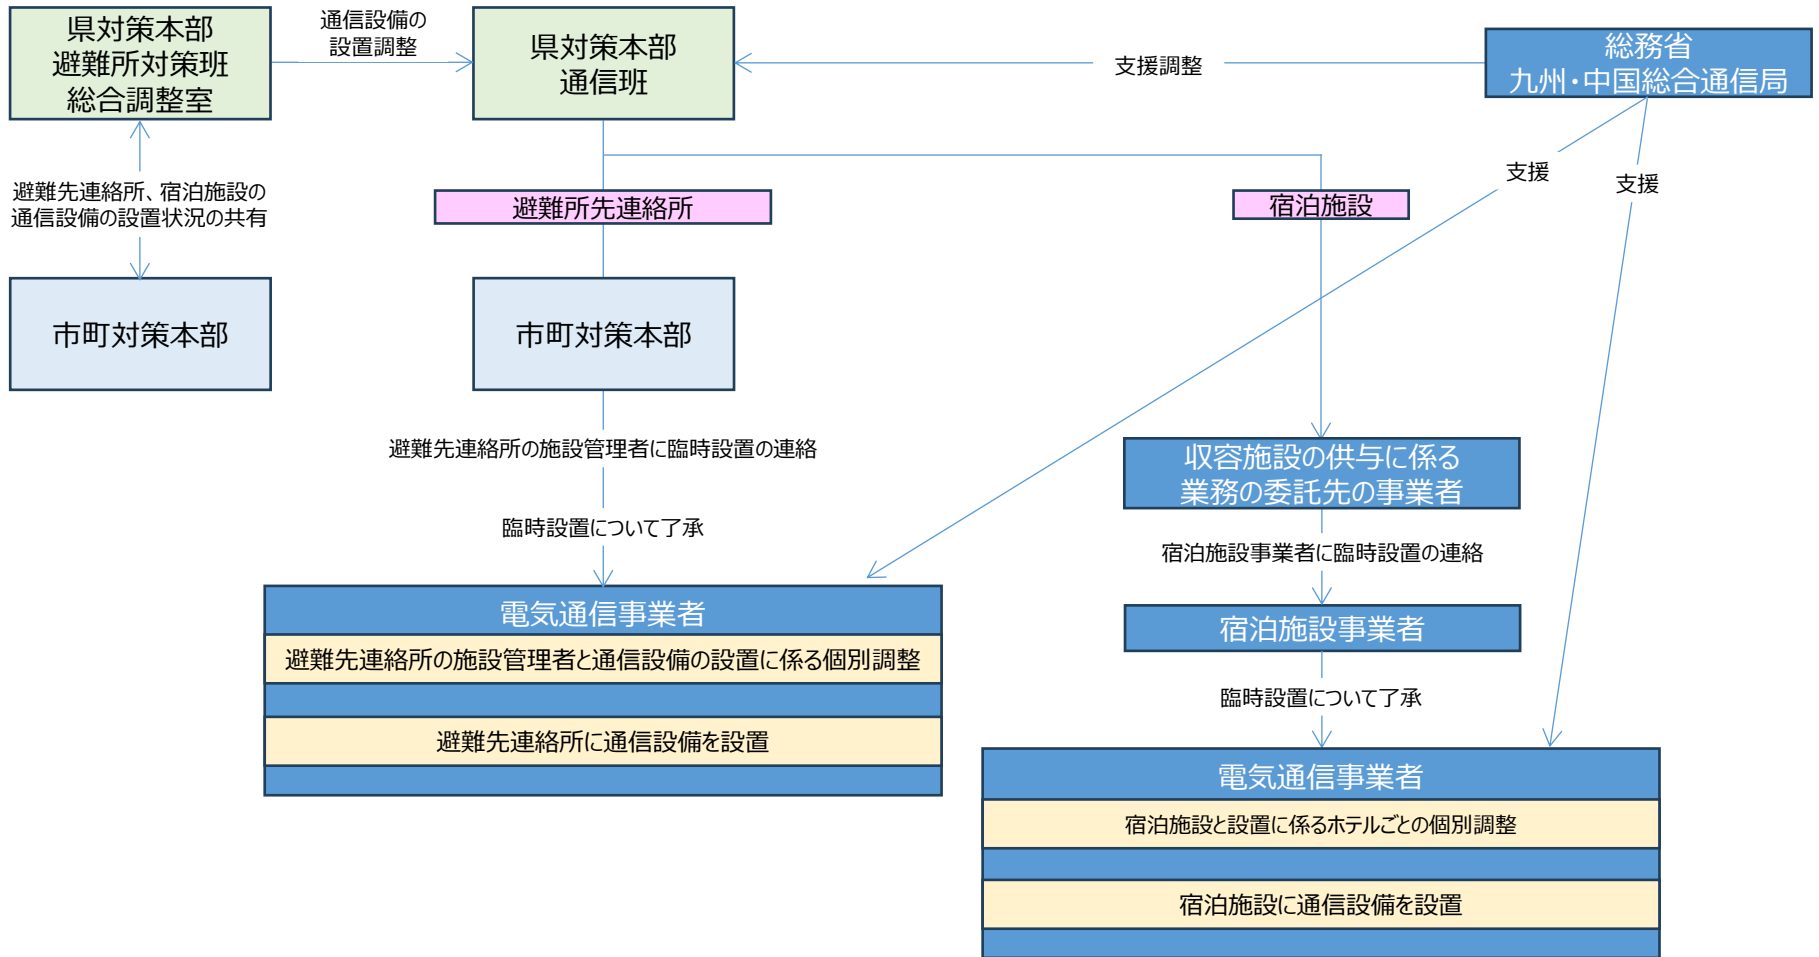 県対策本部
避難所対策班
総合調整室
通信設備の
設置調整
県対策本部
通信班
支援調整
総務省
九州・中国総合通信局
避難先連絡所、宿泊施設の
通信設備の設置状況の共有
避難所先連絡所
宿泊施設
支援
支援
市町対策本部
市町対策本部
避難先連絡所の施設管理者に臨時設置の連絡
臨時設置について了承
収容施設の供与に係る
業務の委託先の事業者
宿泊施設事業者に臨時設置の連絡
宿泊施設事業者
臨時設置について了承
電気通信事業者
避難先連絡所の施設管理者と通信設備の設置に係る個別調整
避難先連絡所に通信設備を設置
電気通信事業者
宿泊施設と設置に係るホテルごとの個別調整
宿泊施設に通信設備を設置